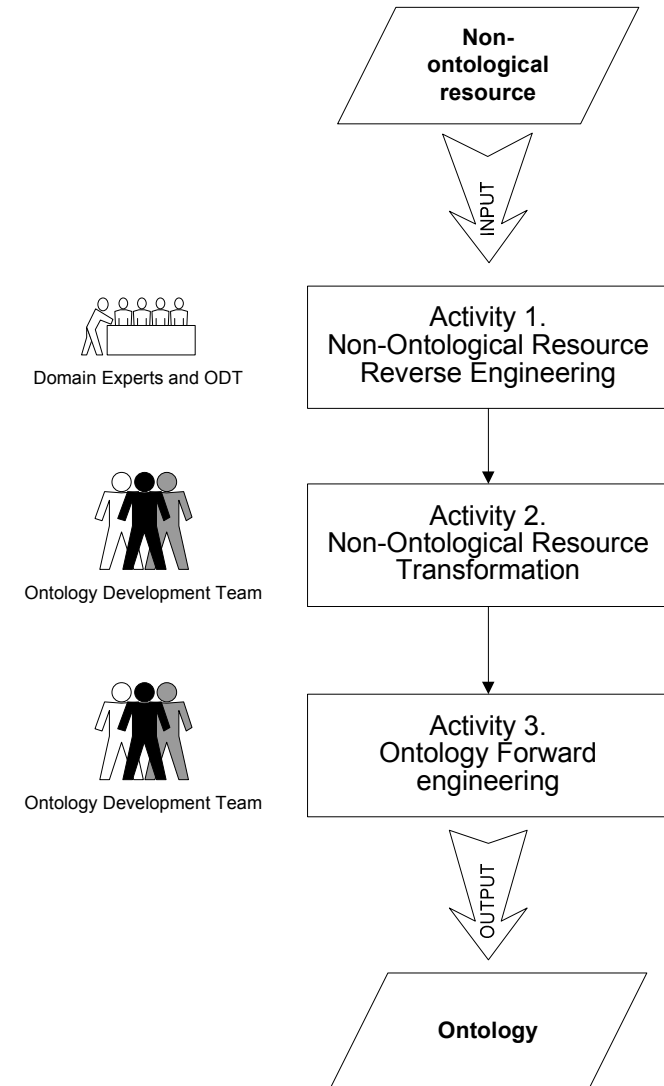 Non-
ontological
resource
INPUT
Activity 1.
Non-Ontological Resource
Reverse Engineering
Domain Experts and ODT
Activity 2.
Non-Ontological Resource
Transformation
Ontology Development Team
Activity 3.
Ontology Forward
engineering
Ontology Development Team
OUTPUT
Ontology